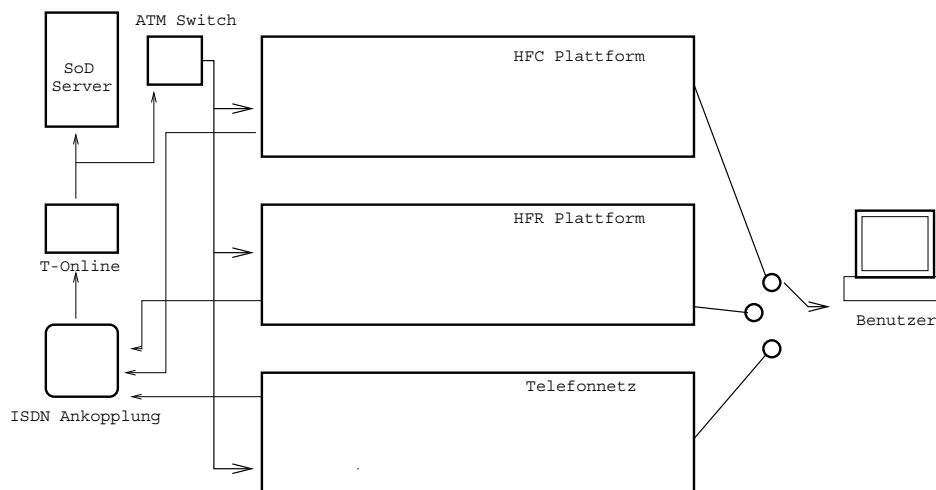 ATM Switch
SoD
Server
HFC Plattform
HFR Plattform
T-Online
Benutzer
Telefonnetz
ISDN Ankopplung